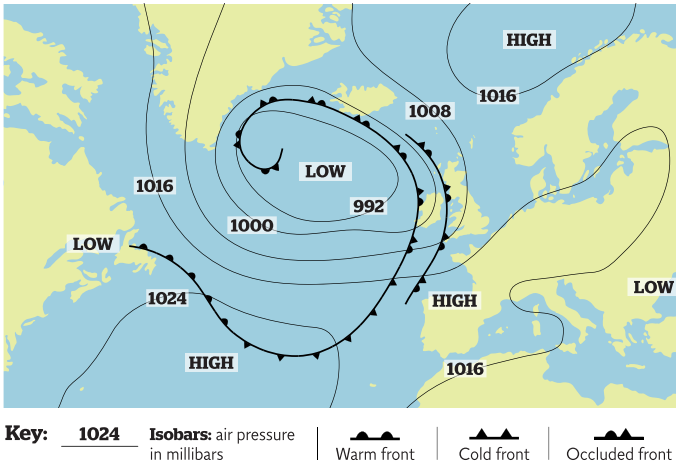 HIGH
1016
1008
LOW
1016
992
1000
LOW
LOW
1024
HIGH
HIGH
1016
Key: 1024 Isobars: air pressure
in millibars
Warm front
Cold front
Occluded front